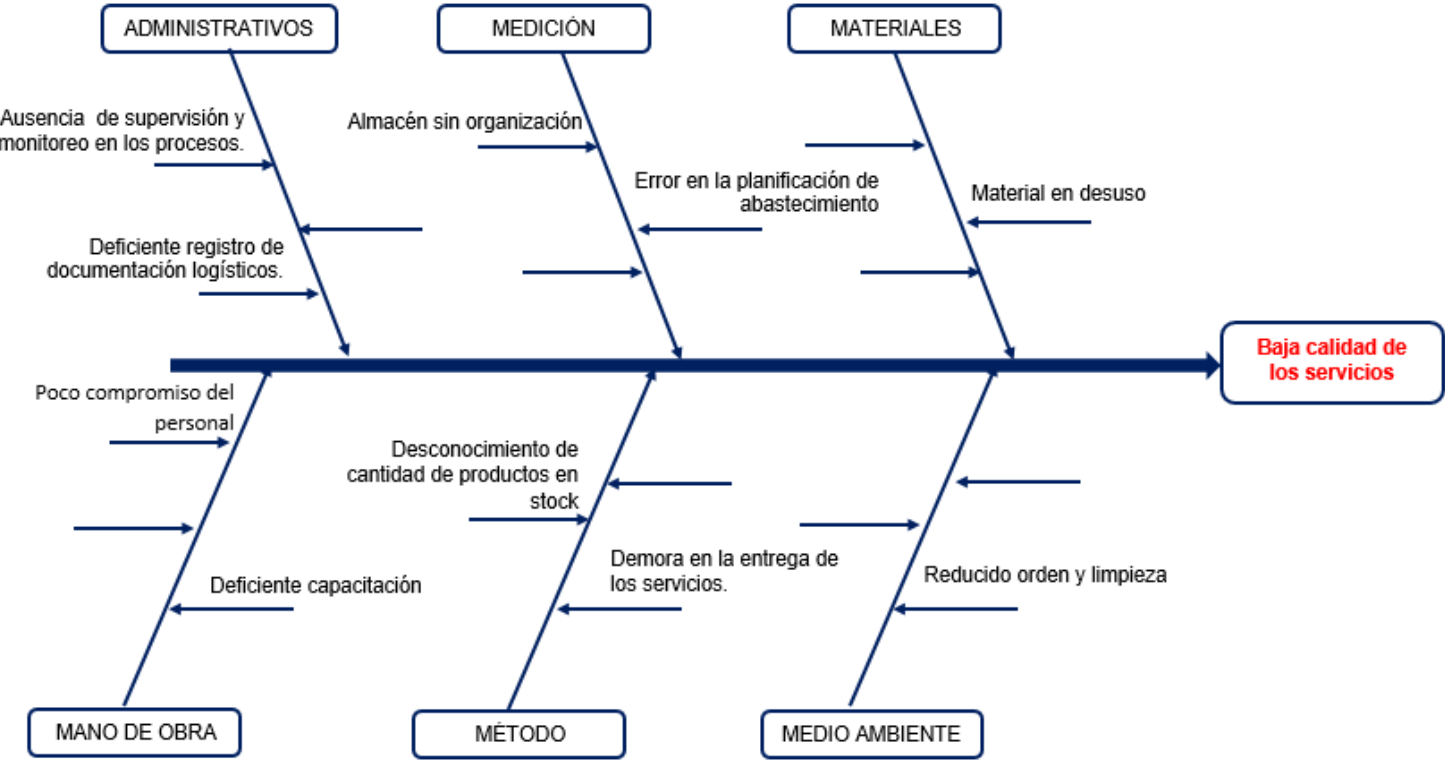 ADMINISTRATIVOS
MEDICIÓN
MATERIALES
Ausencia de supervisión y
monitoreo en los procesos.
Almacén sin organización
Error en la planificación de
abastecimiento
Material en desuso
Deficiente registro de
documentación logísticos.
Baja calidad de
los servicios
Poco compromiso del
personal
Desconocimiento de
cantidad de productos en
stock
Demora en la entrega de
los servicios.
Deficiente capacitación
Reducido orden y limpieza
MANO DE OBRA
MÉTODO
MEDIO AMBIENTE